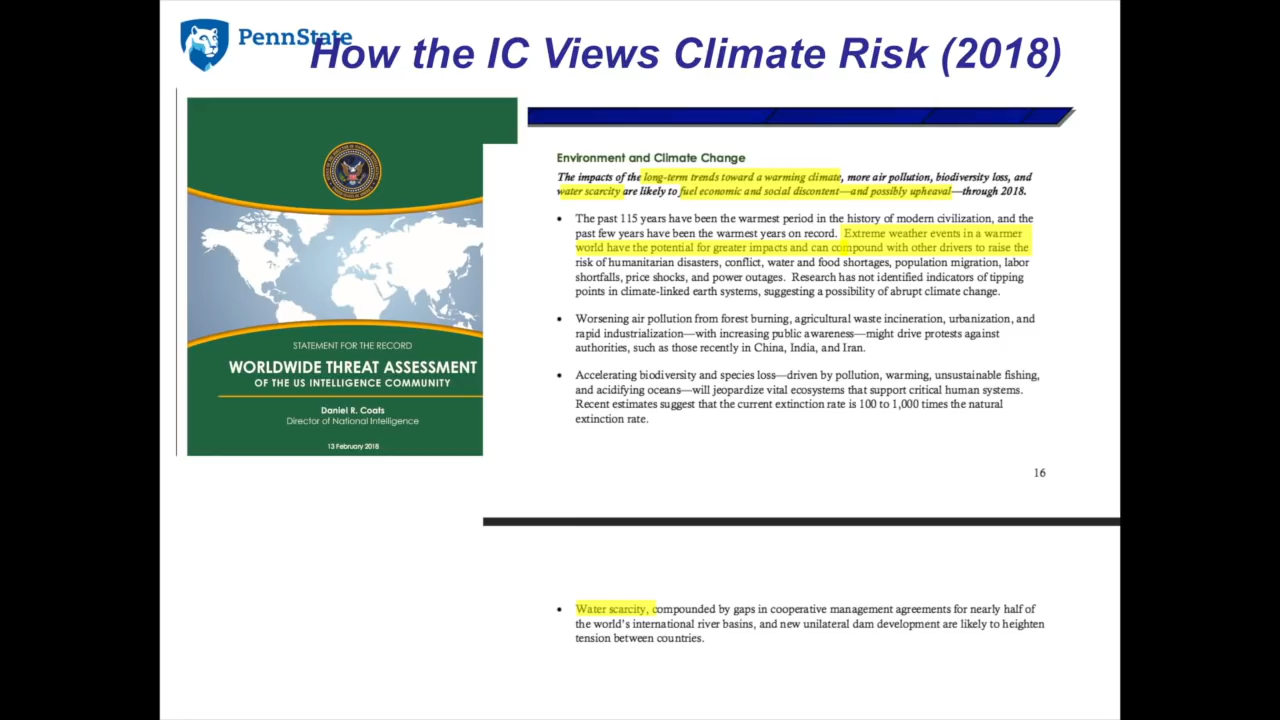 PennState
How the IC Views Climate Risk (2018)
STATEMENT FOR THE RECORD
WORLDWIDE THREAT ASSESSMENT
OF THE US INTELLIGENCE COMMUNITY
Daniel R. Coats
Director of National Intelligence
13 February 2018
Environment and Climate Change
The impacts of the long-term trends toward a warming climate, more air pollution, biodiversity loss, and
water scarcity are likely to fuel economic and social discontent—and possibly upheaval—through 2018.
• The past 115 years have been the warmest period in the history of modern civilization, and the
past few years have been the warmest years on record. Extreme weather events in a warmer
world have the potential for greater impacts and can compound with other drivers to raise the
risk of humanitarian disasters, conflict, water and food shortages, population migration, labor
shortfalls, price shocks, and power outages. Research has not identified indicators of tipping
points in climate-linked earth systems, suggesting a possibility of abrupt climate change.
• Worsening air pollution from forest burning, agricultural waste incineration, urbanization, and
rapid industrialization—with increasing public awareness—might drive protests against
authorities, such as those recently in China, India, and Iran.
• Accelerating biodiversity and species loss—driven by pollution, warming, unsustainable fishing,
and acidifying oceans—will jeopardize vital ecosystems that support critical human systems.
Recent estimates suggest that the current extinction rate is 100 to 1,000 times the natural
extinction rate.
16
• Water scarcity, compounded by gaps in cooperative management agreements for nearly half of
the world's international river basins, and new unilateral dam development are likely to heighten
tension between countries.